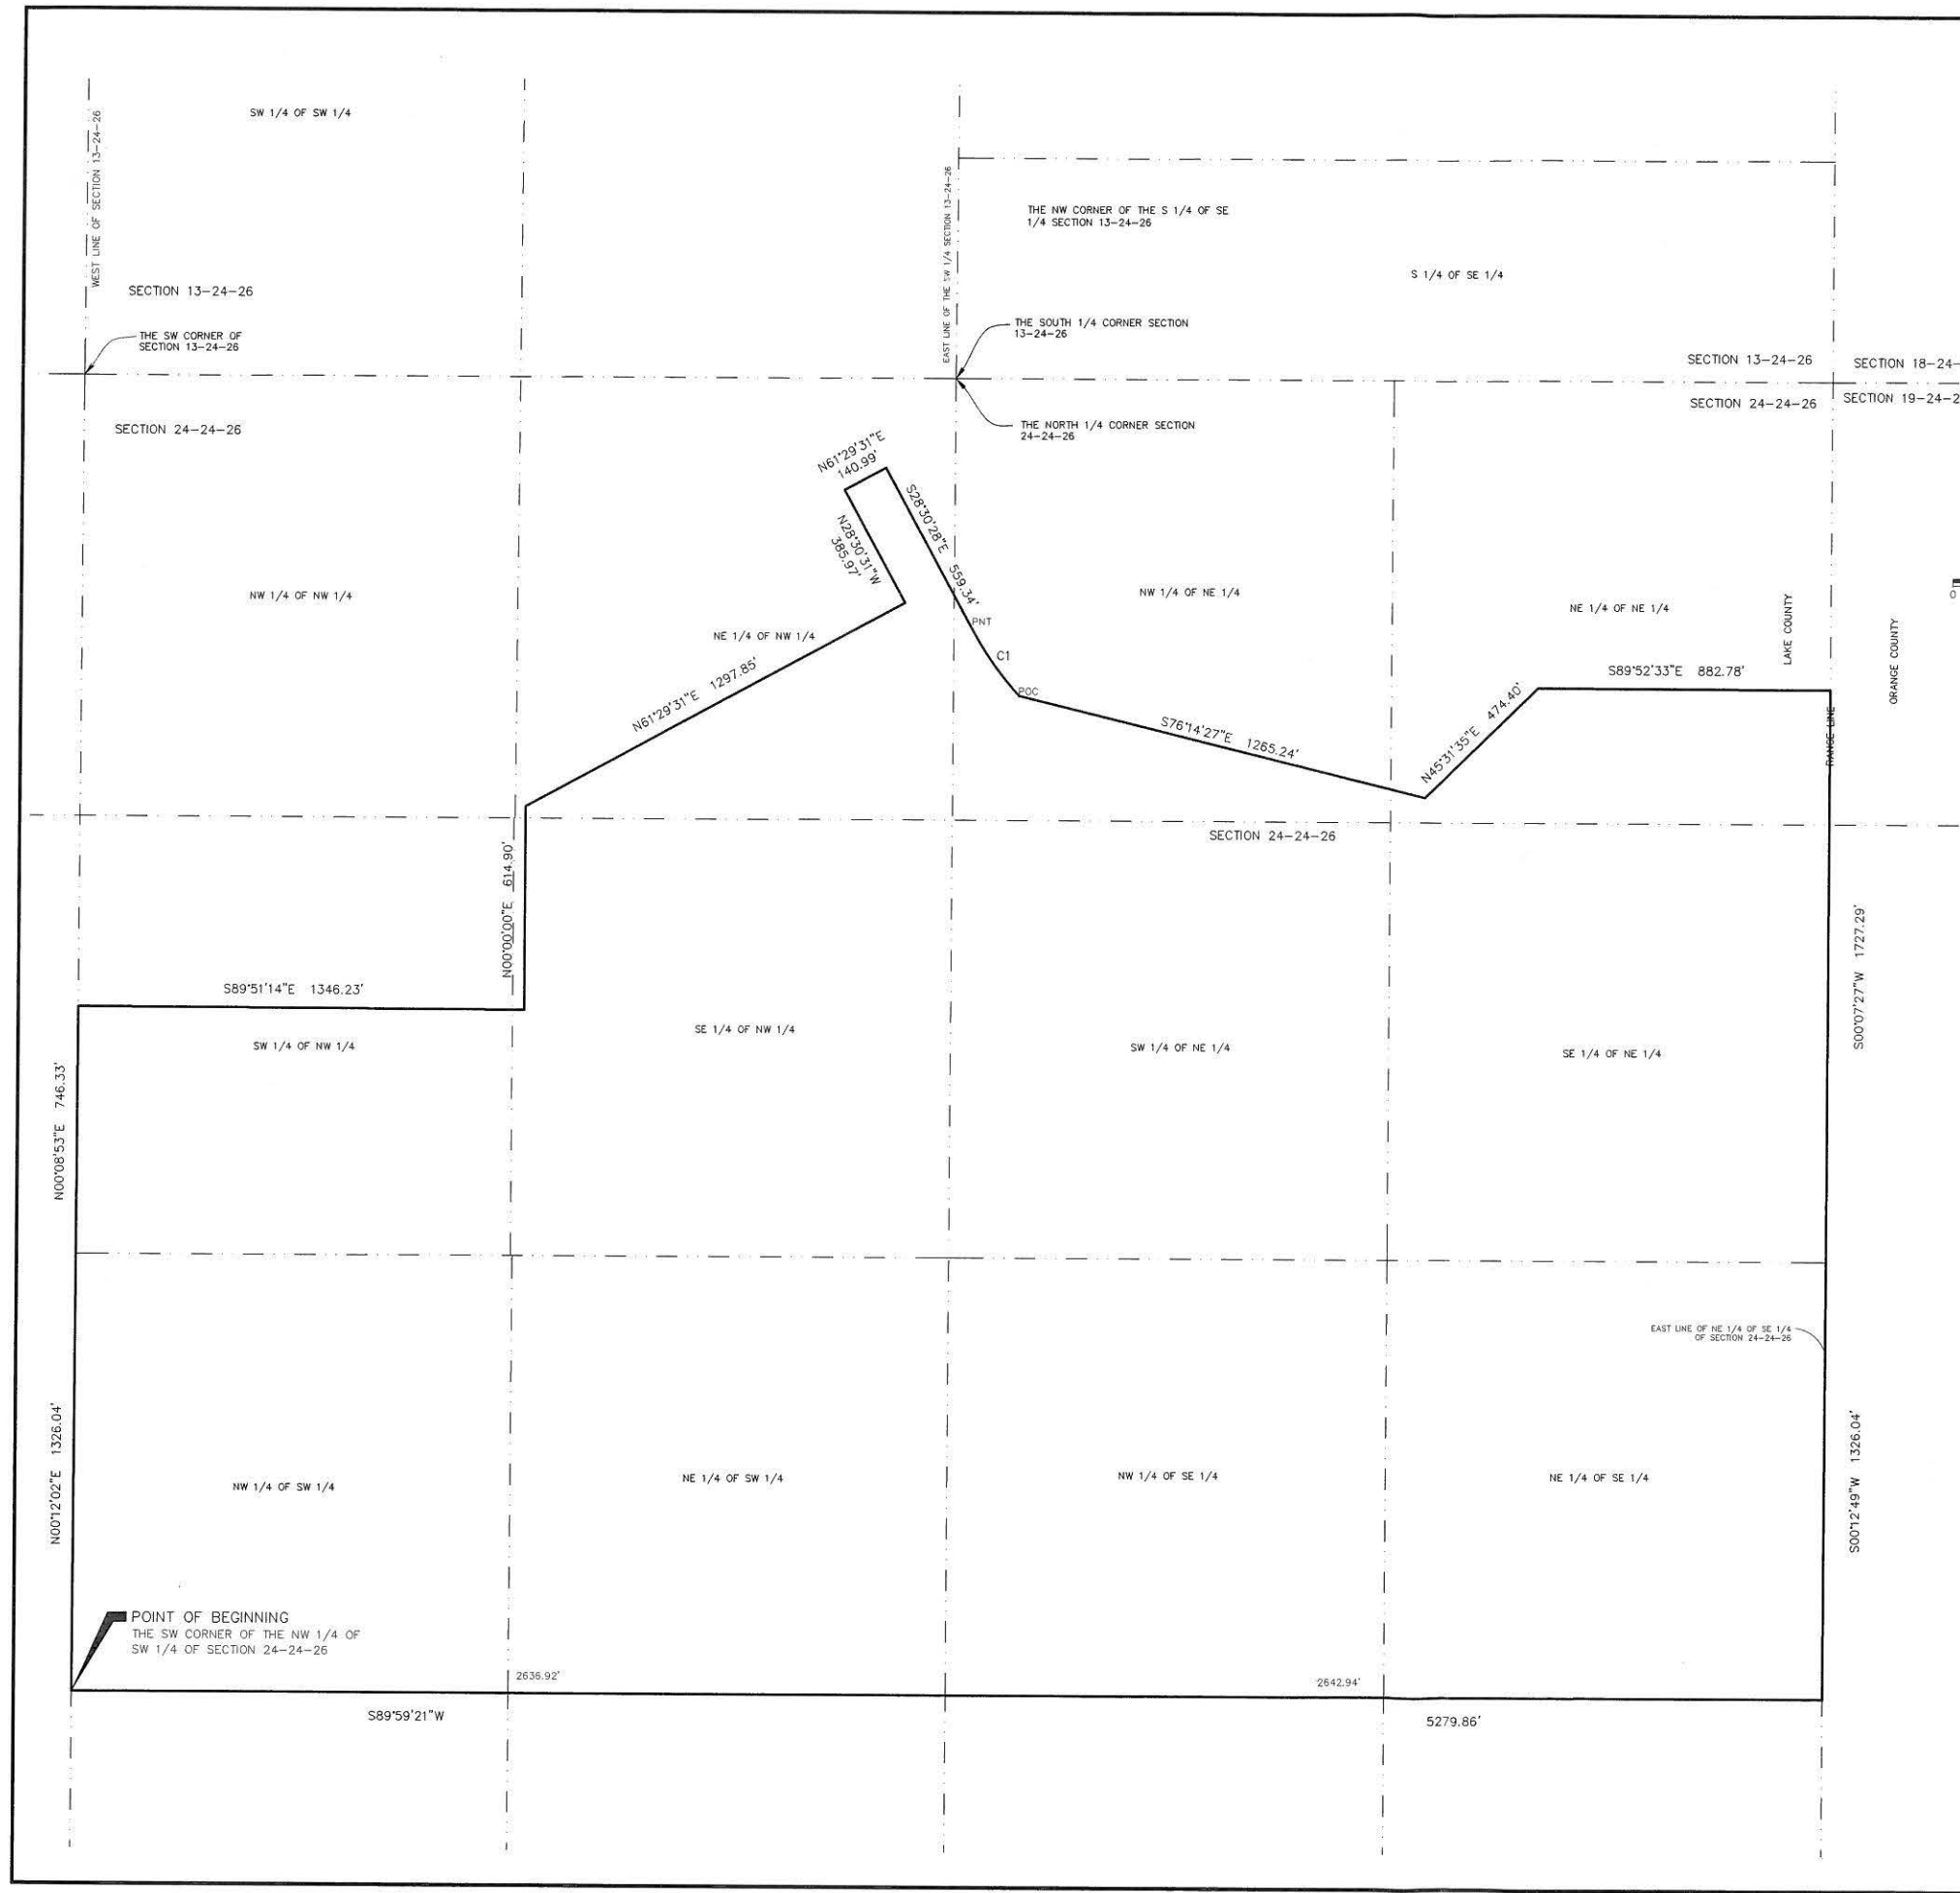 SW 1/4 OF SW 1/4
WEST LINE OF SECTION 13-24-26
EAST LINE OF THE SW 1/4 SECTION 13-24-26
THE NW CORNER OF THE S 1/4 OF SE
1/4 SECTION 13-24-26
S 1/4 OF SE 1/4
SECTION 13-24-26
THE SW CORNER OF
SECTION 13-24-26
THE SOUTH 1/4 CORNER SECTION
13-24-26
SECTION 13-24-26
SECTION 18-24-
SECTION 24-24-26
SECTION 19-24-2
SECTION 24-24-26
THE NORTH 1/4 CORNER SECTION
24-24-26
N61°29'31"E
140.99'
S28°30'28"E 559.34'
N28°30'31"W
385.97'
NW 1/4 OF NW 1/4
NW 1/4 OF NE 1/4
NE 1/4 OF NE 1/4
LAKE COUNTY
ORANGE COUNTY
0
PNT
NE 1/4 OF NW 1/4
C1
POC
N61°29'31"E 1297.85'
S89°52'33"E 882.78'
N45°31'35"E 474.40'
S76°14'27"E 1265.24'
RANGE LINE
SECTION 24-24-26
N00°00'00"E 614.90'
S00°07'27"W 1727.29'
S89°51'14"E 1346.23'
SW 1/4 OF NW 1/4
SE 1/4 OF NW 1/4
SW 1/4 OF NE 1/4
SE 1/4 OF NE 1/4
N00°08'53"E 746.33'
EAST LINE OF NE 1/4 OF SE 1/4
OF SECTION 24-24-26
N00°12'02"E 1326.04'
S00°12'49"W 1326.04'
NW 1/4 OF SW 1/4
NE 1/4 OF SW 1/4
NW 1/4 OF SE 1/4
NE 1/4 OF SE 1/4
POINT OF BEGINNING
THE SW CORNER OF THE NW 1/4 OF
SW 1/4 OF SECTION 24-24-26
2636.92'
2642.94'
S89°59'21"W
5279.86'